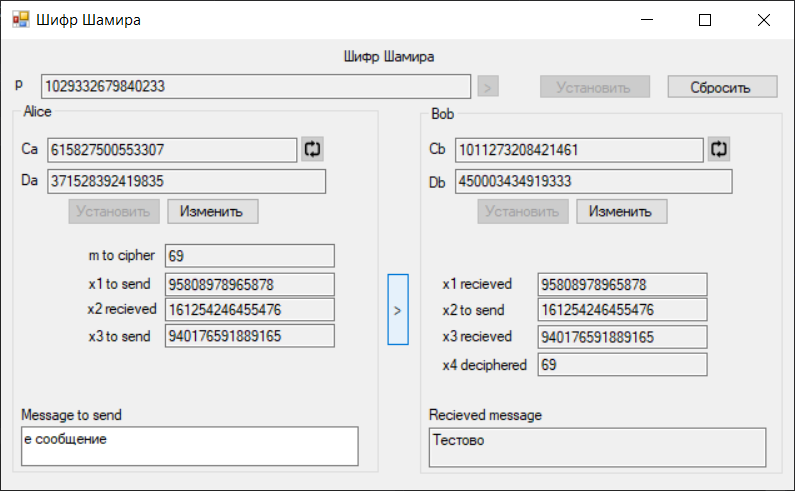 Шифр Шамира
Шифр Шамира
p 1029332679840233 > Установить Сбросить
Alice
Ca 615827500553307
Da 371528392419835
Установить Изменить
m to cipher 69
x1 to send 95808978965878
x2 recieved 161254246455476
x3 to send 940176591889165
Message to send
е сообщение
>
Bob
Cb 1011273208421461
Db 450003434919333
Установить Изменить
x1 recieved 95808978965878
x2 to send 161254246455476
x3 recieved 940176591889165
x4 deciphered 69
Recieved message
Тестово